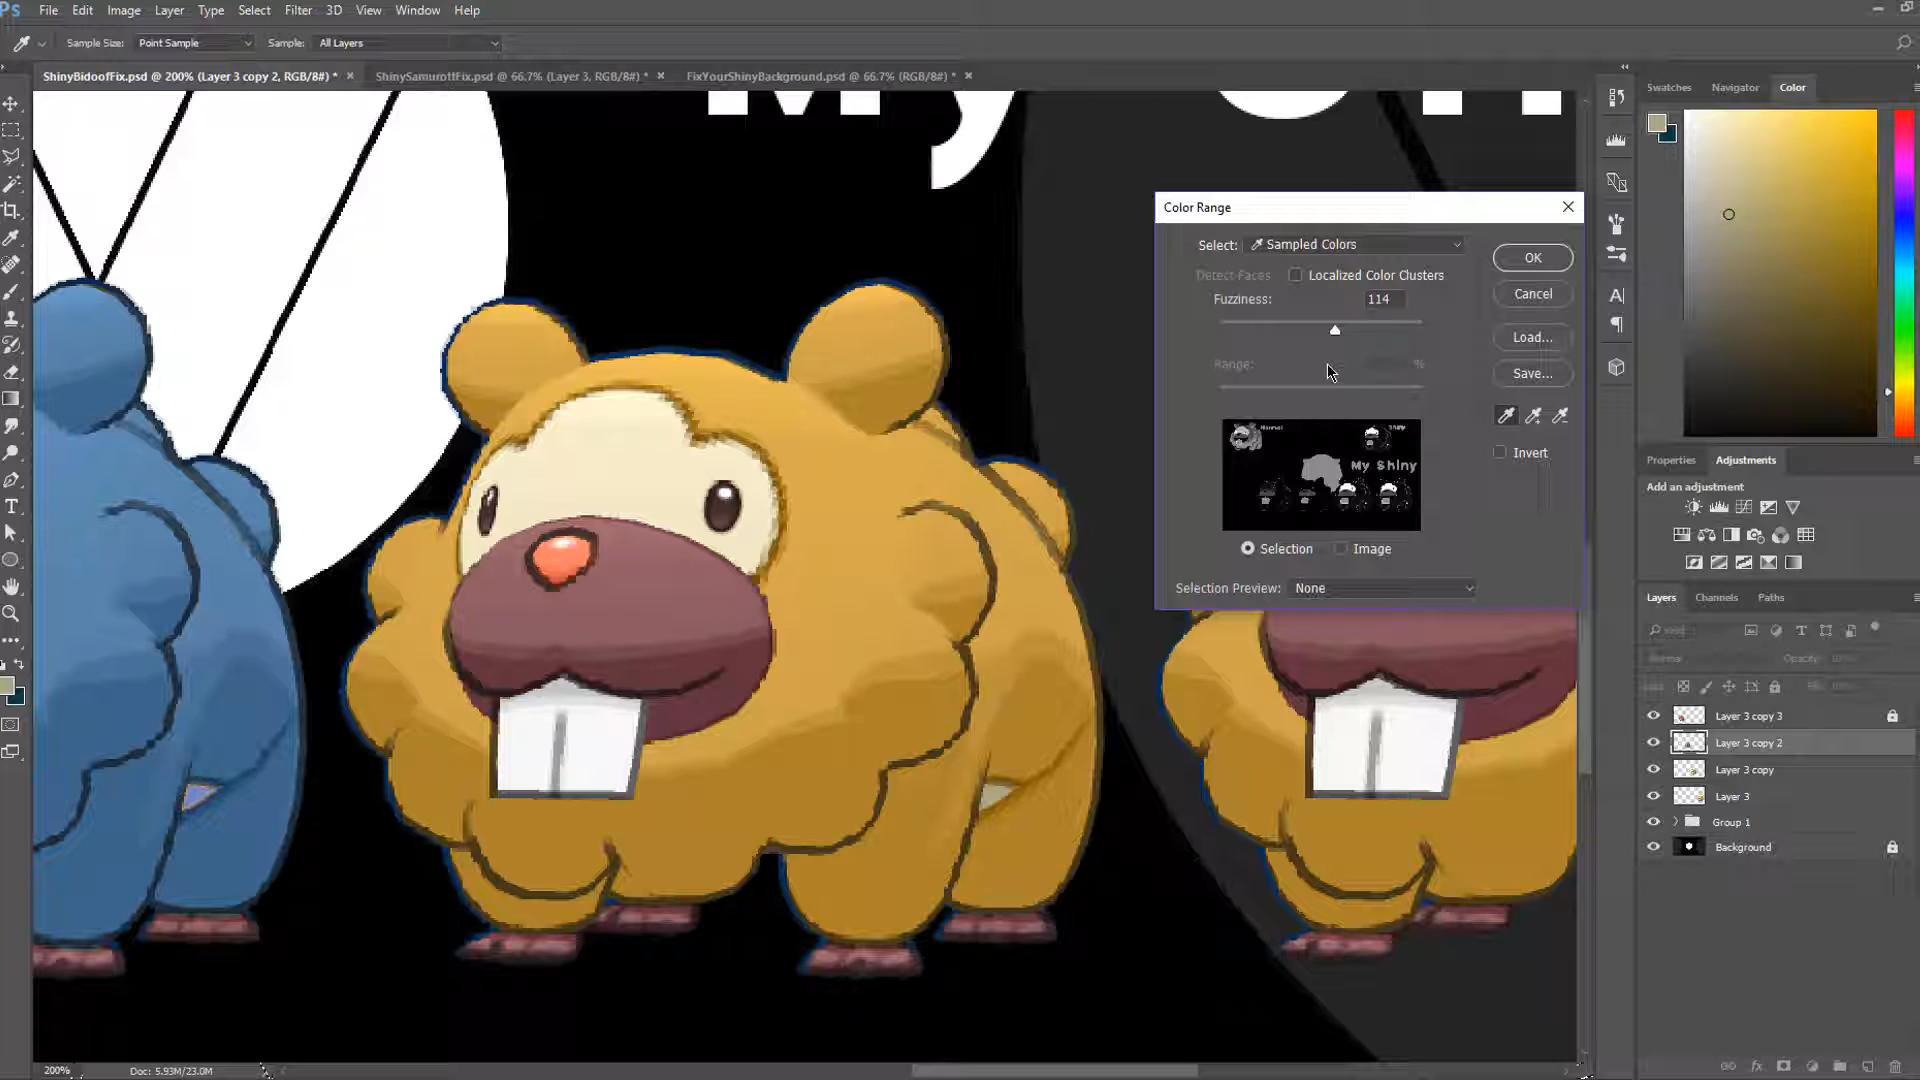 Ps File Edit Image Layer Type Select Filter 3D View Window Help
Sample Size: Point Sample Sample: All Layers
ShinyBidoofFix.psd @ 200% (Layer 3 copy 2, RGB/8#) * ShinySamurottFix.psd @ 66.7% (Layer 3, RGB/8#) * FixYourShinyBackground.psd @ 66.7% (RGB/8#) *
Swatches Navigator Color
Color Range
Select: Sampled Colors
OK
Detect Faces Localized Color Clusters
Cancel
Fuzziness: 114
Load...
Range: %
Save...
Normal
My Shiny
Invert
Selection Image
Selection Preview: None
Properties Adjustments
Add an adjustment
Layers Channels Paths
Normal Opacity:
Layer 3 copy 3
Layer 3 copy 2
Layer 3 copy
Layer 3
Group 1
Background
200% Doc: 5.93M/23.0M